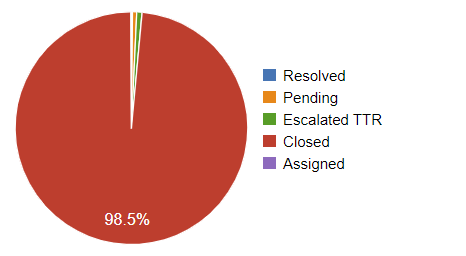 Resolved
Pending
Escalated TTR
Closed
Assigned
98.5%